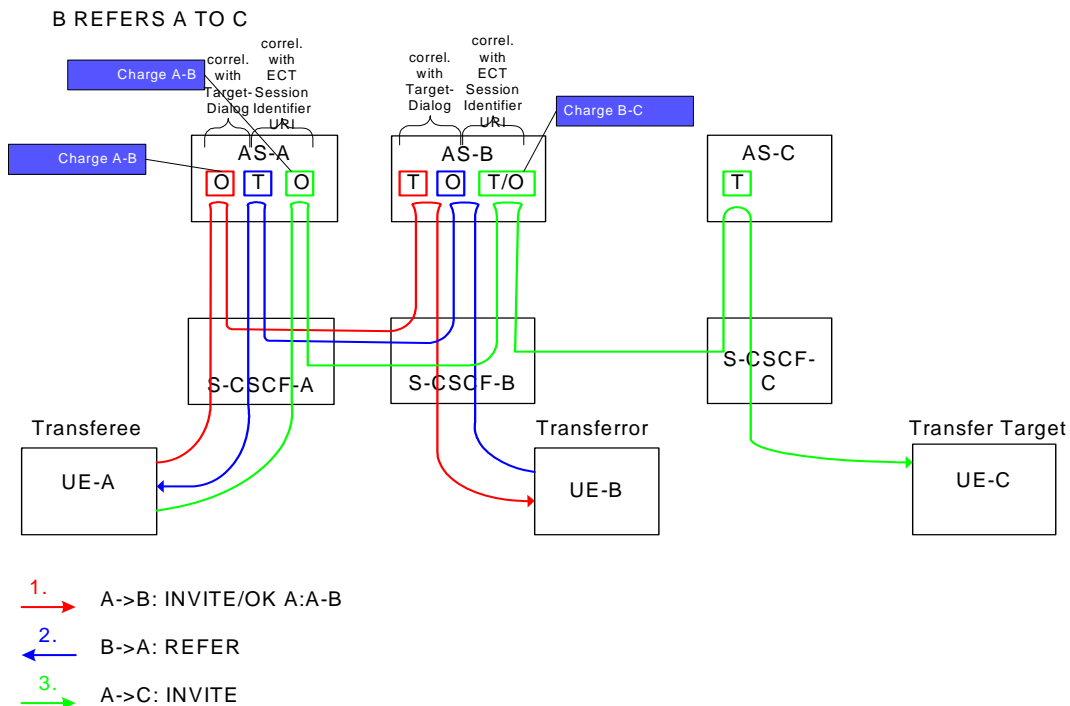 B REFERS A TO C
correl.
with
Target-
Dialog
correl.
with
ECT
Session
Identifier
URI
correl.
with
Target-
Dialog
correl.
with
ECT
Session
Identifier
URI
Charge A-B
Charge A-B
Charge B-C
AS-A
O T O
AS-B
T O T/O
AS-C
T
S-CSCF-A
S-CSCF-B
S-CSCF-
C
Transferee
UE-A
Transferror
UE-B
Transfer Target
UE-C
1.
A->B: INVITE/OK A:A-B
2.
B->A: REFER
3.
A->C: INVITE